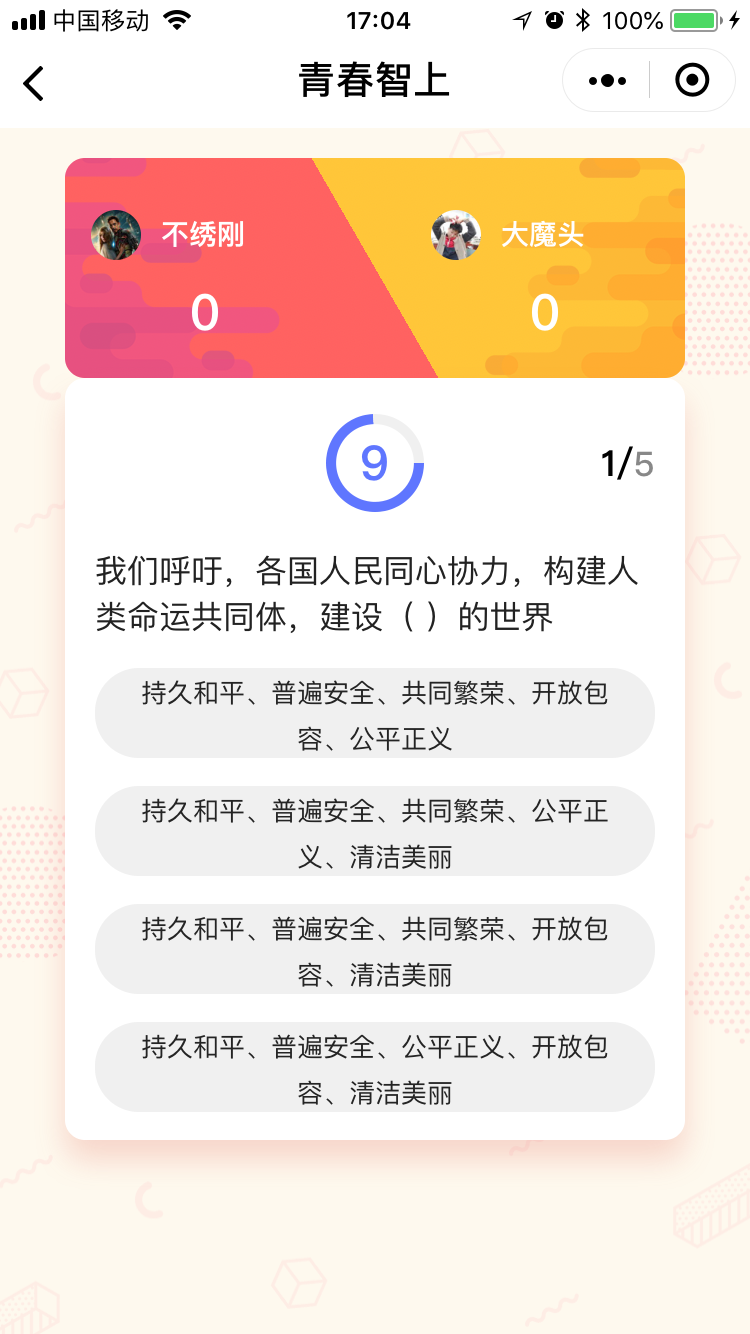 中国移动 17:04 100%
青春智上
不绣刚 大魔头
0 0
9 1/5
我们呼吁，各国人民同心协力，构建人
类命运共同体，建设（ ）的世界
持久和平、普遍安全、共同繁荣、开放包
容、公平正义
持久和平、普遍安全、共同繁荣、公平正
义、清洁美丽
持久和平、普遍安全、共同繁荣、开放包
容、清洁美丽
持久和平、普遍安全、公平正义、开放包
容、清洁美丽